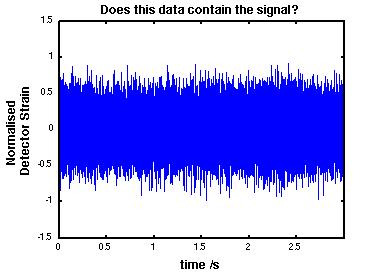 Does this data contain the signal?
1.5
1
0.5
0
-0.5
-1
-1.5
Normalised
Detector Strain
0 0.5 1 1.5 2 2.5
time /s